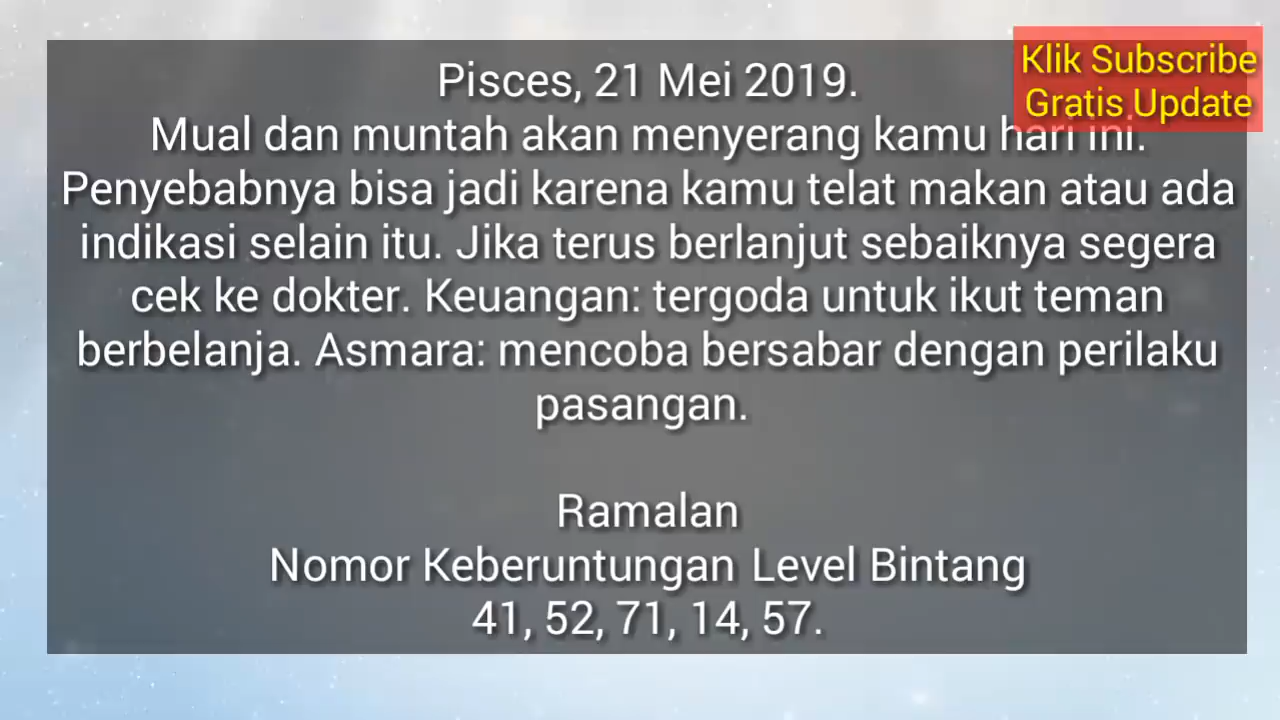 Klik Subscribe
Gratis Update
Pisces, 21 Mei 2019.
Mual dan muntah akan menyerang kamu hari ini.
Penyebabnya bisa jadi karena kamu telat makan atau ada
indikasi selain itu. Jika terus berlanjut sebaiknya segera
cek ke dokter. Keuangan: tergoda untuk ikut teman
berbelanja. Asmara: mencoba bersabar dengan perilaku
pasangan.
Ramalan
Nomor Keberuntungan Level Bintang
41, 52, 71, 14, 57.